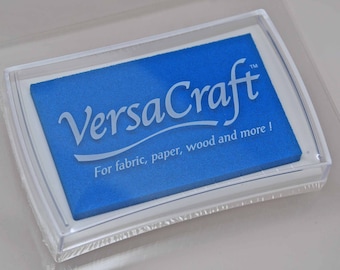 VersaCraft™
For fabric, paper, wood and more !